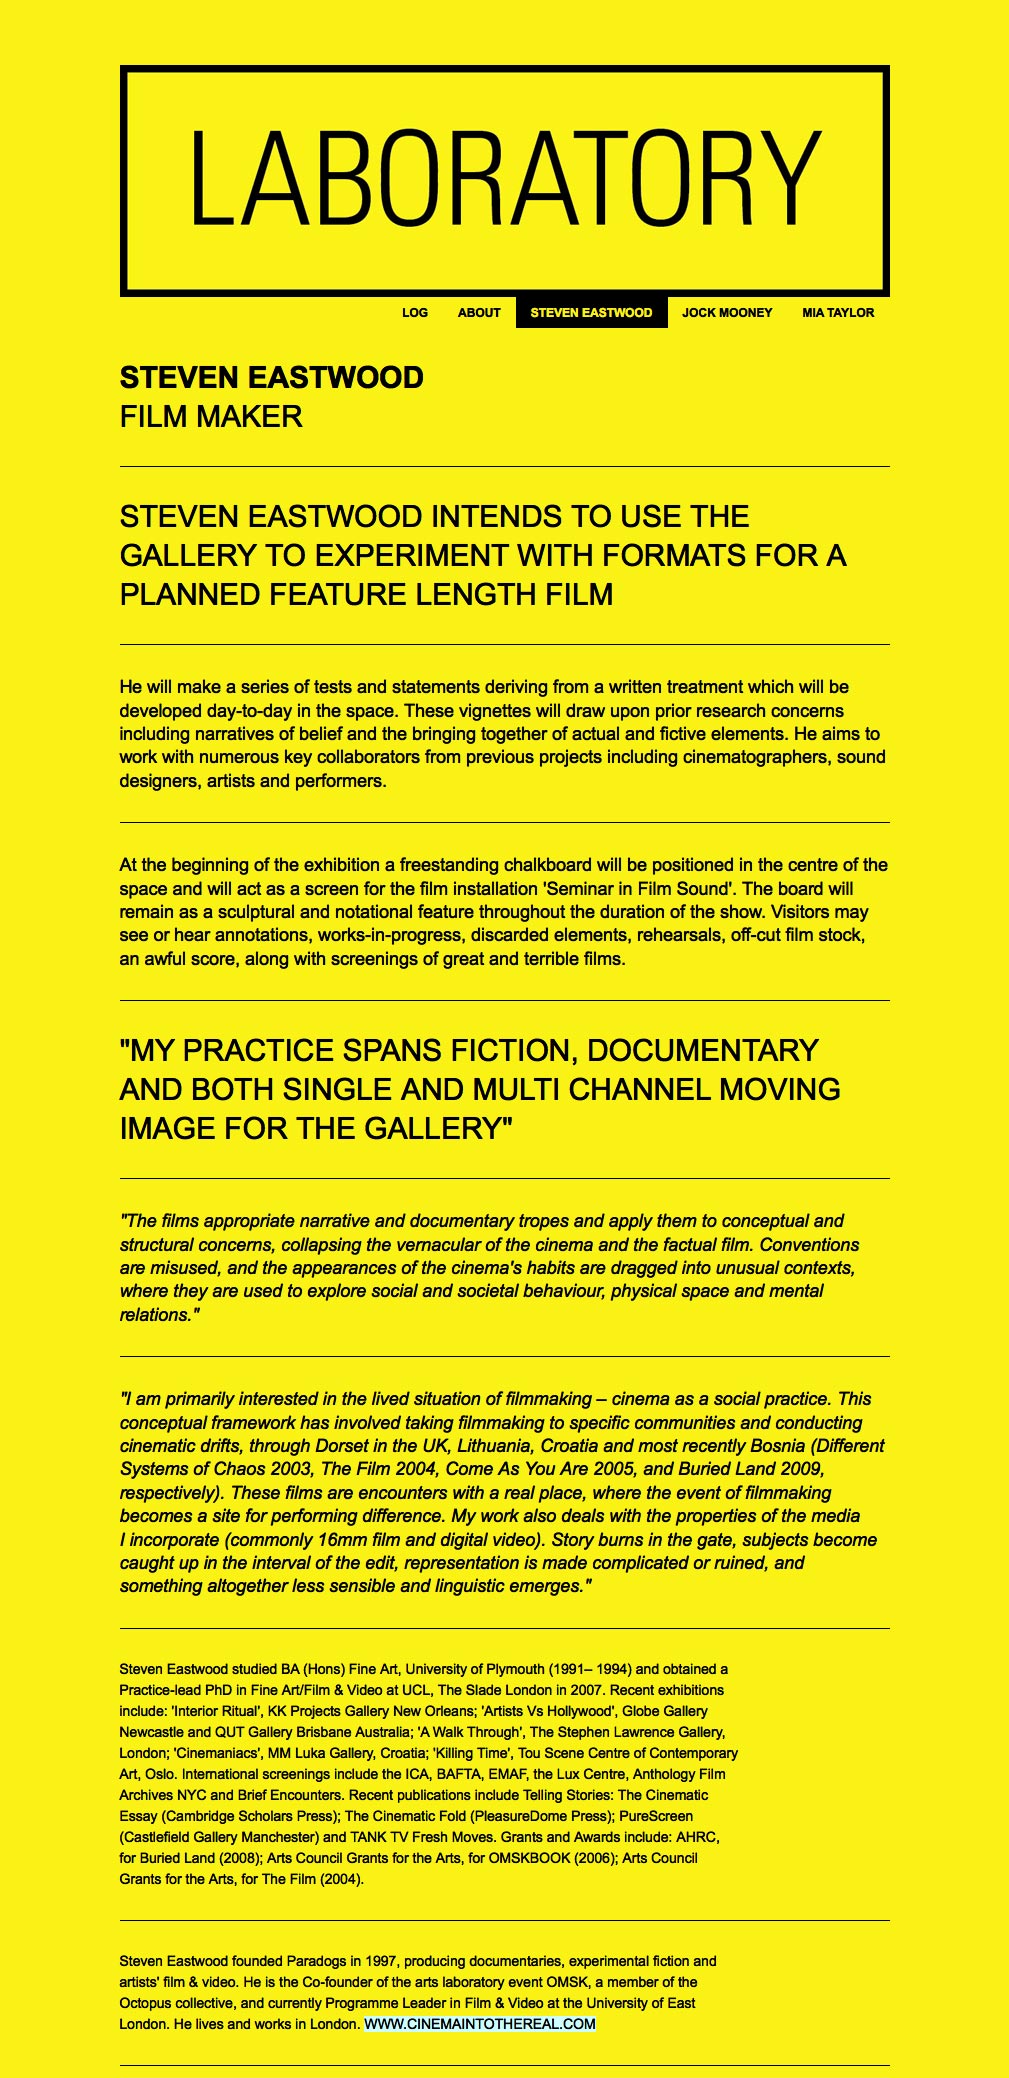 LABORATORY
LOG ABOUT STEVEN EASTWOOD JOCK MOONEY MIA TAYLOR
STEVEN EASTWOOD
FILM MAKER
STEVEN EASTWOOD INTENDS TO USE THE
GALLERY TO EXPERIMENT WITH FORMATS FOR A
PLANNED FEATURE LENGTH FILM
He will make a series of tests and statements deriving from a written treatment which will be
developed day-to-day in the space. These vignettes will draw upon prior research concerns
including narratives of belief and the bringing together of actual and fictive elements. He aims to
work with numerous key collaborators from previous projects including cinematographers, sound
designers, artists and performers.
At the beginning of the exhibition a freestanding chalkboard will be positioned in the centre of the
space and will act as a screen for the film installation 'Seminar in Film Sound'. The board will
remain as a sculptural and notational feature throughout the duration of the show. Visitors may
see or hear annotations, works-in-progress, discarded elements, rehearsals, off-cut film stock,
an awful score, along with screenings of great and terrible films.
"MY PRACTICE SPANS FICTION, DOCUMENTARY
AND BOTH SINGLE AND MULTI CHANNEL MOVING
IMAGE FOR THE GALLERY"
"The films appropriate narrative and documentary tropes and apply them to conceptual and
structural concerns, collapsing the vernacular of the cinema and the factual film. Conventions
are misused, and the appearances of the cinema's habits are dragged into unusual contexts,
where they are used to explore social and societal behaviour, physical space and mental
relations."
"I am primarily interested in the lived situation of filmmaking – cinema as a social practice. This
conceptual framework has involved taking filmmaking to specific communities and conducting
cinematic drifts, through Dorset in the UK, Lithuania, Croatia and most recently Bosnia (Different
Systems of Chaos 2003, The Film 2004, Come As You Are 2005, and Buried Land 2009,
respectively). These films are encounters with a real place, where the event of filmmaking
becomes a site for performing difference. My work also deals with the properties of the media
I incorporate (commonly 16mm film and digital video). Story burns in the gate, subjects become
caught up in the interval of the edit, representation is made complicated or ruined, and
something altogether less sensible and linguistic emerges."
Steven Eastwood studied BA (Hons) Fine Art, University of Plymouth (1991– 1994) and obtained a
Practice-lead PhD in Fine Art/Film & Video at UCL, The Slade London in 2007. Recent exhibitions
include: 'Interior Ritual', KK Projects Gallery New Orleans; 'Artists Vs Hollywood', Globe Gallery
Newcastle and QUT Gallery Brisbane Australia; 'A Walk Through', The Stephen Lawrence Gallery,
London; 'Cinemaniacs', MM Luka Gallery, Croatia; 'Killing Time', Tou Scene Centre of Contemporary
Art, Oslo. International screenings include the ICA, BAFTA, EMAF, the Lux Centre, Anthology Film
Archives NYC and Brief Encounters. Recent publications include Telling Stories: The Cinematic
Essay (Cambridge Scholars Press); The Cinematic Fold (PleasureDome Press); PureScreen
(Castlefield Gallery Manchester) and TANK TV Fresh Moves. Grants and Awards include: AHRC,
for Buried Land (2008); Arts Council Grants for the Arts, for OMSKBOOK (2006); Arts Council
Grants for the Arts, for The Film (2004).
Steven Eastwood founded Paradogs in 1997, producing documentaries, experimental fiction and
artists' film & video. He is the Co-founder of the arts laboratory event OMSK, a member of the
Octopus collective, and currently Programme Leader in Film & Video at the University of East
London. He lives and works in London. WWW.CINEMAINTOTHEREAL.COM